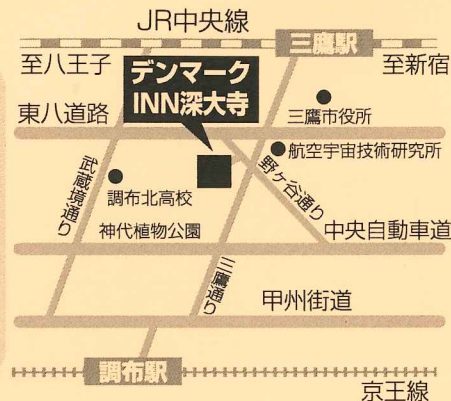 JR中央線
三鷹駅
至八王子
至新宿
デンマーク
INN深大寺
三鷹市役所
東八道路
航空宇宙技術研究所
野ヶ谷通り
武蔵境通り
調布北高校
神代植物公園
中央自動車道
三鷹通り
甲州街道
調布駅
京王線